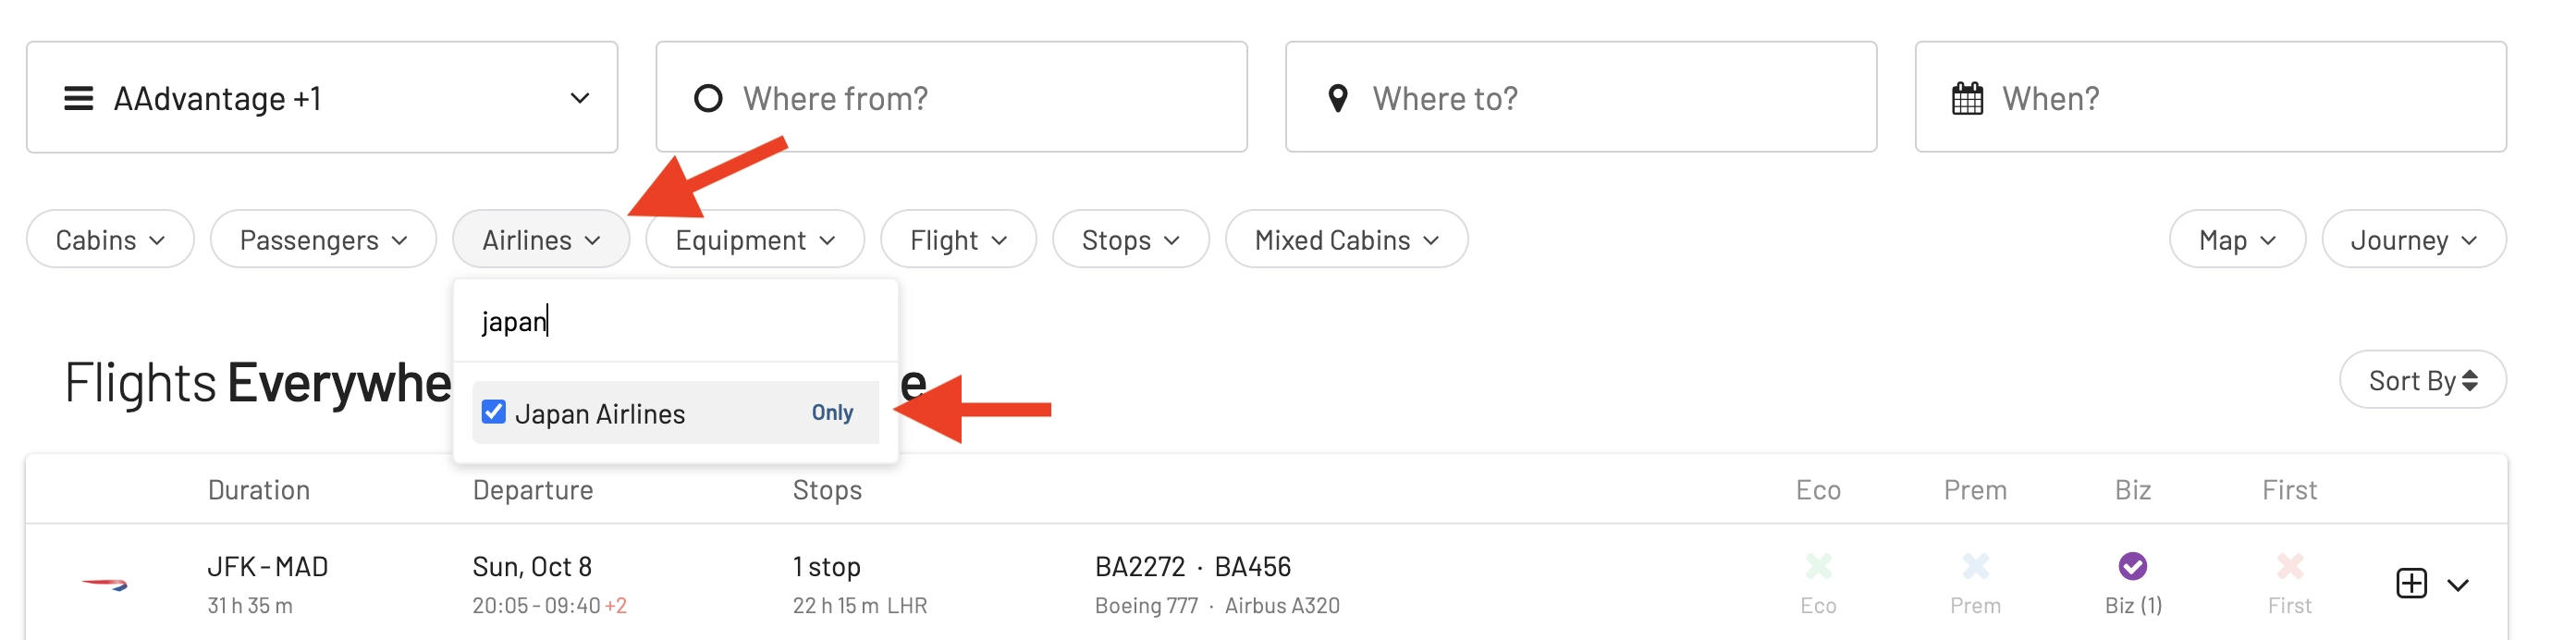 AAdvantage +1
Where from?
Where to?
When?
Cabins
Passengers
Airlines
Equipment
Flight
Stops
Mixed Cabins
Map
Journey
japan
Japan Airlines Only
Flights Everywhe e
Sort By
Duration Departure Stops Eco Prem Biz First
JFK - MAD Sun, Oct 8 1 stop BA2272 · BA456
31 h 35 m 20:05 - 09:40 +2 22 h 15 m LHR Boeing 777 · Airbus A320 Eco Prem Biz (1) First